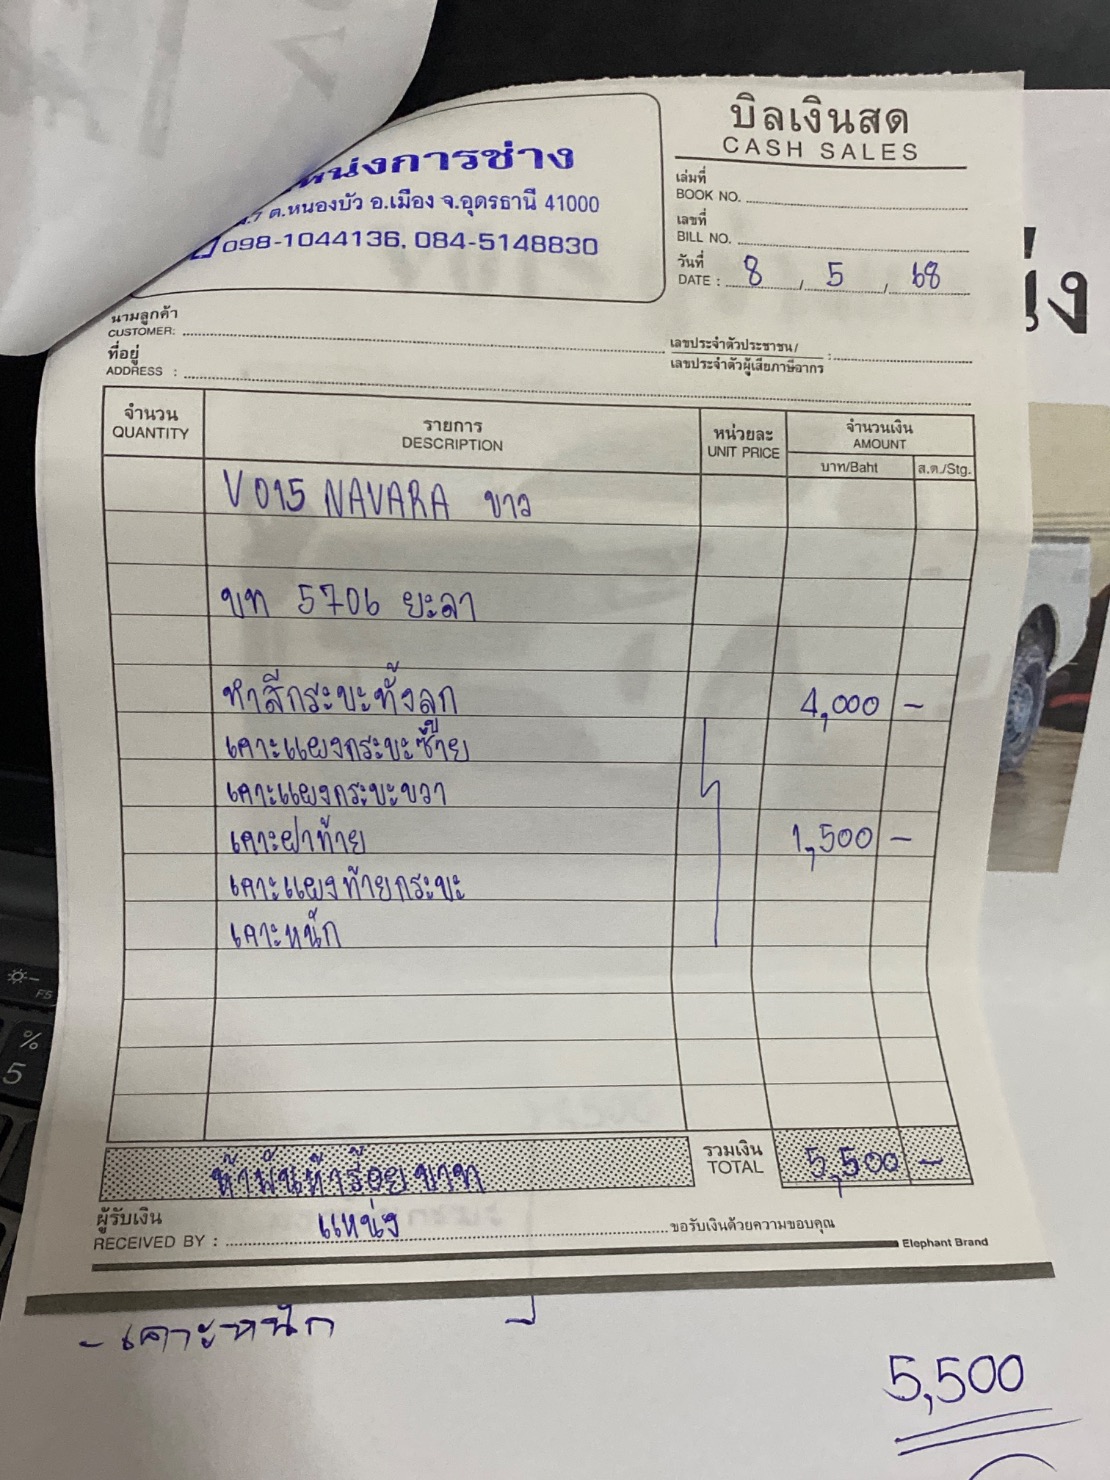 บิลเงินสด
CASH SALES
หน่งการช่าง
ม.7 ต.หนองบัว อ.เมือง จ.อุดรธานี 41000
098-1044136, 084-5148830
เล่มที่
BOOK NO.
เลขที่
BILL NO.
วันที่
DATE : 8 / 5 / 68
นามลูกค้า
CUSTOMER:
ที่อยู่
ADDRESS :
เลขประจำตัวประชาชน/
เลขประจำตัวผู้เสียภาษีอากร :
จำนวน รายการ หน่วยละ จำนวนเงิน
QUANTITY DESCRIPTION UNIT PRICE AMOUNT
บาท/Baht ส.ต./Stg.
V015 NAVARA ขาว
บท 5706 ยะลา
ทำสีกระบะทั้งลูก 4,000 -
เคาะแผงกระบะซ้าย
เคาะแผงกระบะขวา
เคาะฝาท้าย 1,500 -
เคาะแผงท้ายกระบะ
เคาะหนัก
ห้าพันห้าร้อยบาท
รวมเงิน
TOTAL 5,500 -
ผู้รับเงิน
RECEIVED BY : แหน่ง ขอรับเงินด้วยความขอบคุณ
Elephant Brand
- เคาะหนัก
5,500